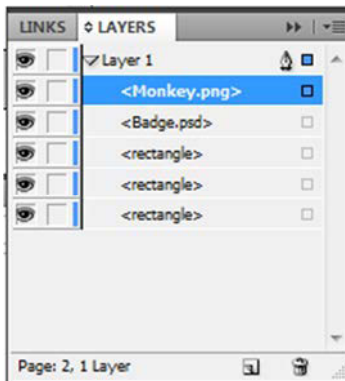 LINKS LAYERS
Layer 1
<Monkey.png>
<Badge.psd>
<rectangle>
<rectangle>
<rectangle>
Page: 2, 1 Layer